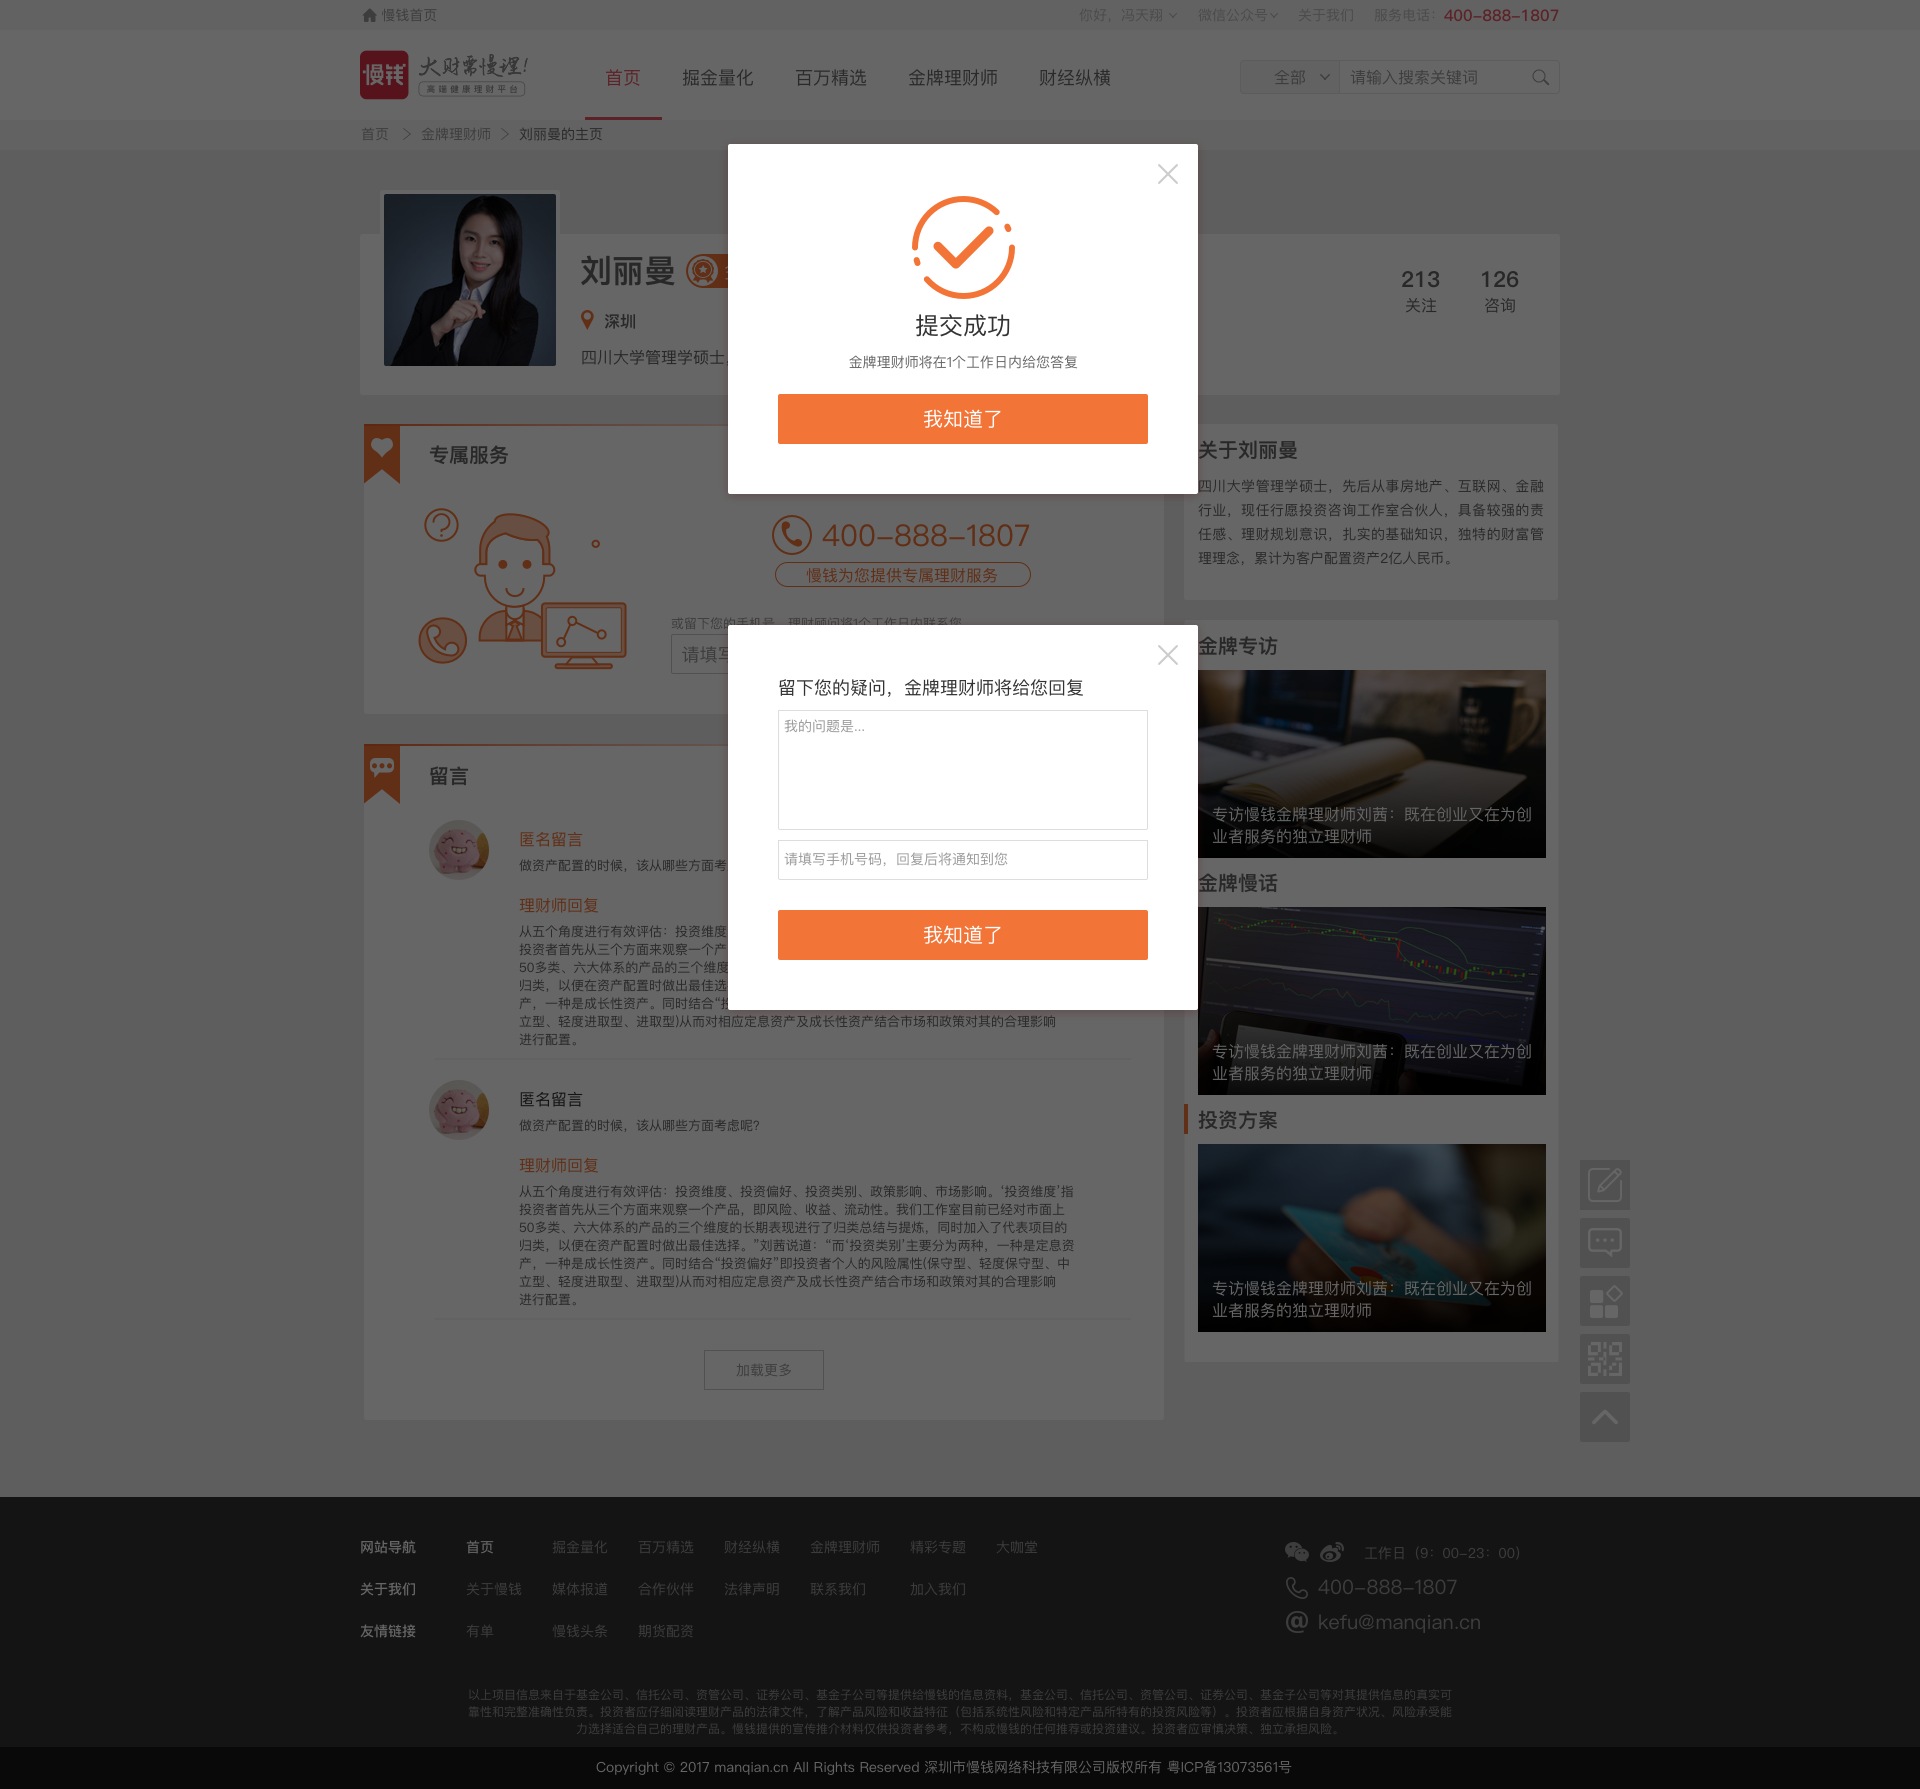 慢钱首页
你好，冯天翔
微信公众号
关于我们
服务电话：400-888-1807
慢钱
大财需慢理!
高端健康理财平台
首页
掘金量化
百万精选
金牌理财师
财经纵横
全部
请输入搜索关键词
首页 > 金牌理财师 > 刘丽曼的主页
刘丽曼
深圳
四川大学管理学硕士
213
关注
126
咨询
提交成功
金牌理财师将在1个工作日内给您答复
我知道了
专属服务
400-888-1807
慢钱为您提供专属理财服务
或留下您的手机号，理财顾问将1个工作日内联系您
请填写
关于刘丽曼
四川大学管理学硕士，先后从事房地产、互联网、金融
行业，现任行愿投资咨询工作室合伙人，具备较强的责
任感、理财规划意识，扎实的基础知识，独特的财富管
理理念，累计为客户配置资产2亿人民币。
留下您的疑问，金牌理财师将给您回复
我的问题是...
请填写手机号码，回复后将通知到您
我知道了
留言
匿名留言
做资产配置的时候，该从哪些方面考
理财师回复
从五个角度进行有效评估：投资维度
投资者首先从三个方面来观察一个产
50多类、六大体系的产品的三个维度
归类，以便在资产配置时做出最佳选
产，一种是成长性资产。同时结合“投
立型、轻度进取型、进取型)从而对相应定息资产及成长性资产结合市场和政策对其的合理影响
进行配置。
匿名留言
做资产配置的时候，该从哪些方面考虑呢?
理财师回复
从五个角度进行有效评估：投资维度、投资偏好、投资类别、政策影响、市场影响。‘投资维度’指
投资者首先从三个方面来观察一个产品，即风险、收益、流动性。我们工作室目前已经对市面上
50多类、六大体系的产品的三个维度的长期表现进行了归类总结与提炼，同时加入了代表项目的
归类，以便在资产配置时做出最佳选择。”刘茜说道：“而‘投资类别’主要分为两种，一种是定息资
产，一种是成长性资产。同时结合“投资偏好”即投资者个人的风险属性(保守型、轻度保守型、中
立型、轻度进取型、进取型)从而对相应定息资产及成长性资产结合市场和政策对其的合理影响
进行配置。
加载更多
金牌专访
专访慢钱金牌理财师刘茜：既在创业又在为创
业者服务的独立理财师
金牌慢话
专访慢钱金牌理财师刘茜：既在创业又在为创
业者服务的独立理财师
投资方案
专访慢钱金牌理财师刘茜：既在创业又在为创
业者服务的独立理财师
网站导航 首页 掘金量化 百万精选 财经纵横 金牌理财师 精彩专题 大咖堂
关于我们 关于慢钱 媒体报道 合作伙伴 法律声明 联系我们 加入我们
友情链接 有单 慢钱头条 期货配资
工作日（9：00-23：00）
400-888-1807
kefu@manqian.cn
以上项目信息来自于基金公司、信托公司、资管公司、证券公司、基金子公司等提供给慢钱的信息资料，基金公司、信托公司、资管公司、证券公司、基金子公司等对其提供信息的真实可
靠性和完整准确性负责。投资者应仔细阅读理财产品的法律文件，了解产品风险和收益特征（包括系统性风险和特定产品所特有的投资风险等）。投资者应根据自身资产状况、风险承受能
力选择适合自己的理财产品。慢钱提供的宣传推介材料仅供投资者参考，不构成慢钱的任何推荐或投资建议。投资者应审慎决策、独立承担风险。
Copyright © 2017 manqian.cn All Rights Reserved 深圳市慢钱网络科技有限公司版权所有 粤ICP备13073561号